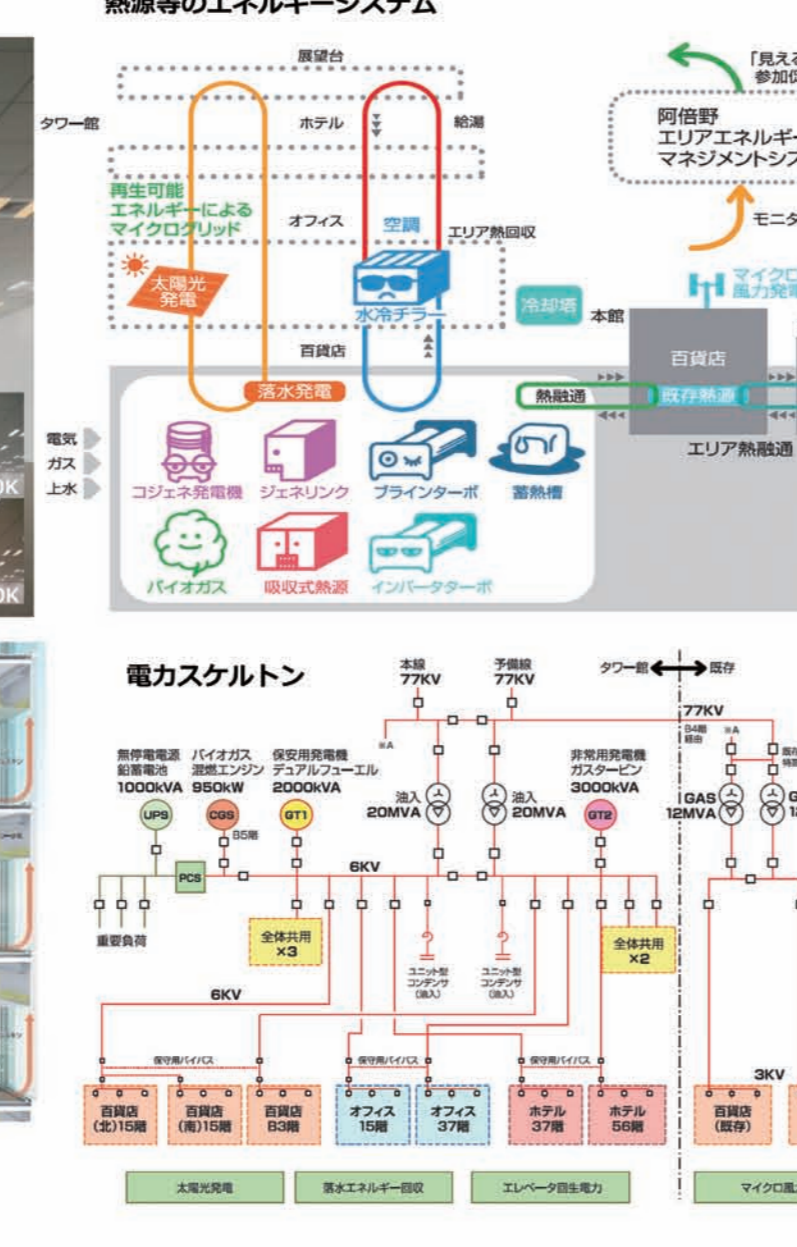 熱源等のエネルギーシステム
展望台
タワー館
ホテル
給湯
再生可能
エネルギーによる
マイクログリッド
オフィス
空調
エリア熱回収
太陽光
発電
水冷チラー
冷却塔
本館
百貨店
落水発電
熱融通
百貨店
既存熱源
エリア熱融通
「見える
参加促
阿倍野
エリアエネルギー
マネジメントシス
モニタ
マイクロ
風力発電
電気
ガス
上水
コジェネ発電機
ジェネリンク
ブラインターボ
蓄熱槽
バイオガス
吸収式熱源
インバータターボ
0K
0K
電力スケルトン
本線
77KV
予備線
77KV
タワー館
既存
77KV
B4階
経由
※A
※A
無停電電源
鉛蓄電池
1000kVA
バイオガス
混燃エンジン
950kW
保安用発電機
デュアルフューエル
2000kVA
油入
20MVA
油入
20MVA
非常用発電機
ガスタービン
3000kVA
GAS
12MVA
UPS
CGS
B5階
GT1
GT2
PCS
6KV
重要負荷
全体共用
×3
ユニット型
コンデンサ
(油入)
ユニット型
コンデンサ
(油入)
全体共用
×2
6KV
保守用バイパス
保守用バイパス
保守用バイパス
3KV
百貨店
(北)15階
百貨店
(南)15階
百貨店
B3階
オフィス
15階
オフィス
37階
ホテル
37階
ホテル
56階
百貨店
(既存)
太陽光発電
落水エネルギー回収
エレベータ回生電力
マイクロ風